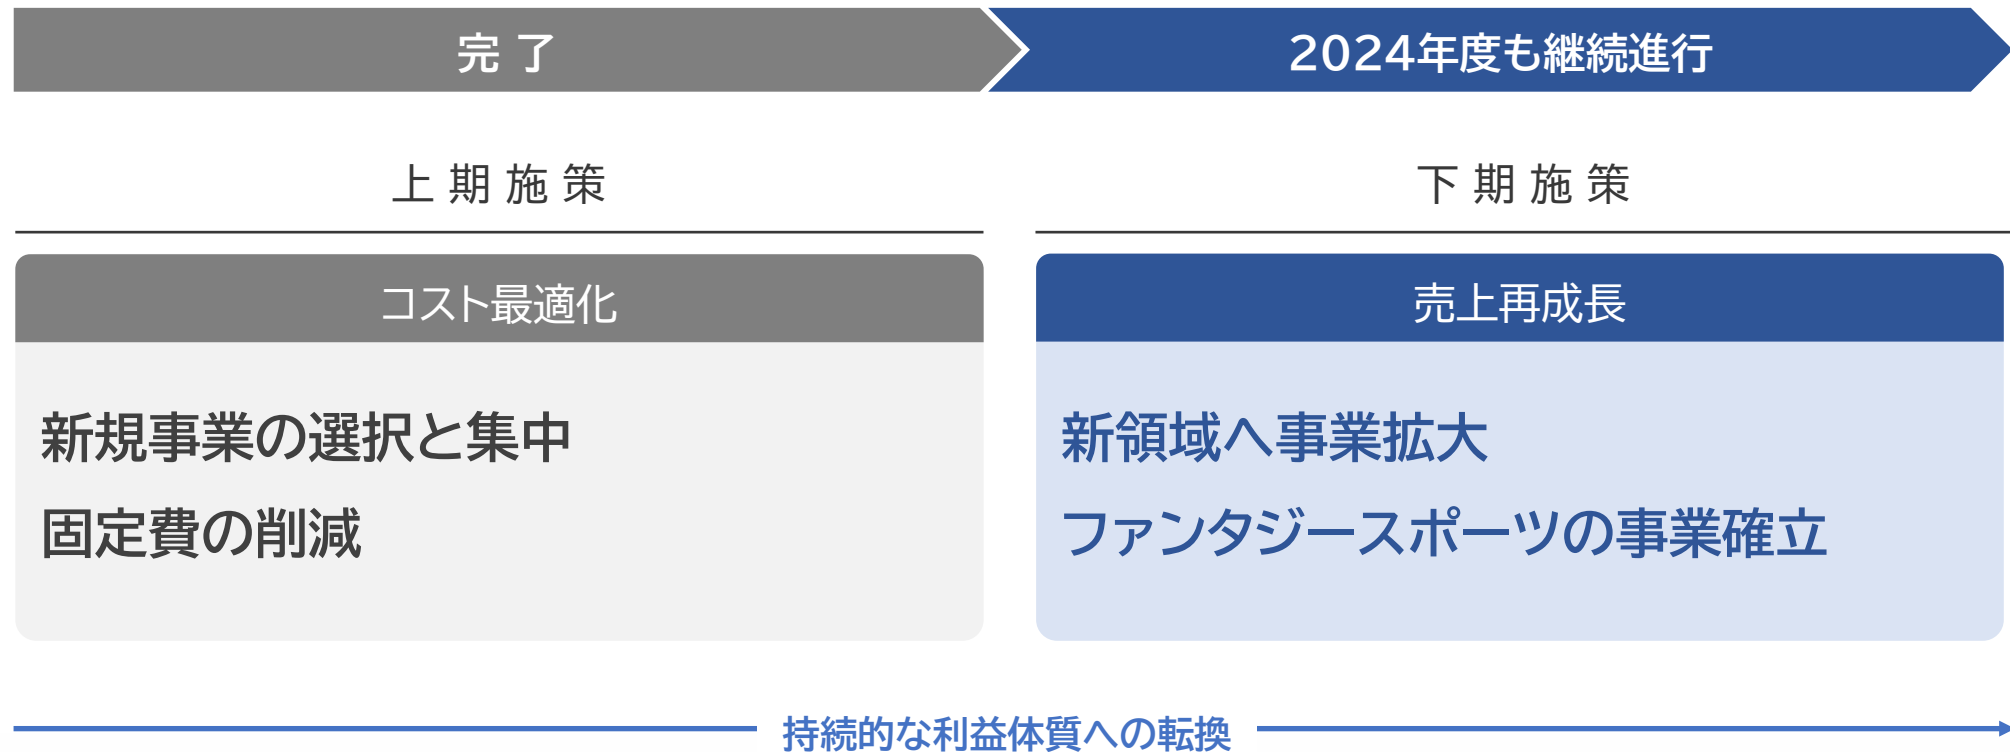 完了
2024年度も継続進行
上期施策
下期施策
コスト最適化
売上再成長
新規事業の選択と集中
固定費の削減
新領域へ事業拡大
ファンタジースポーツの事業確立
持続的な利益体質への転換